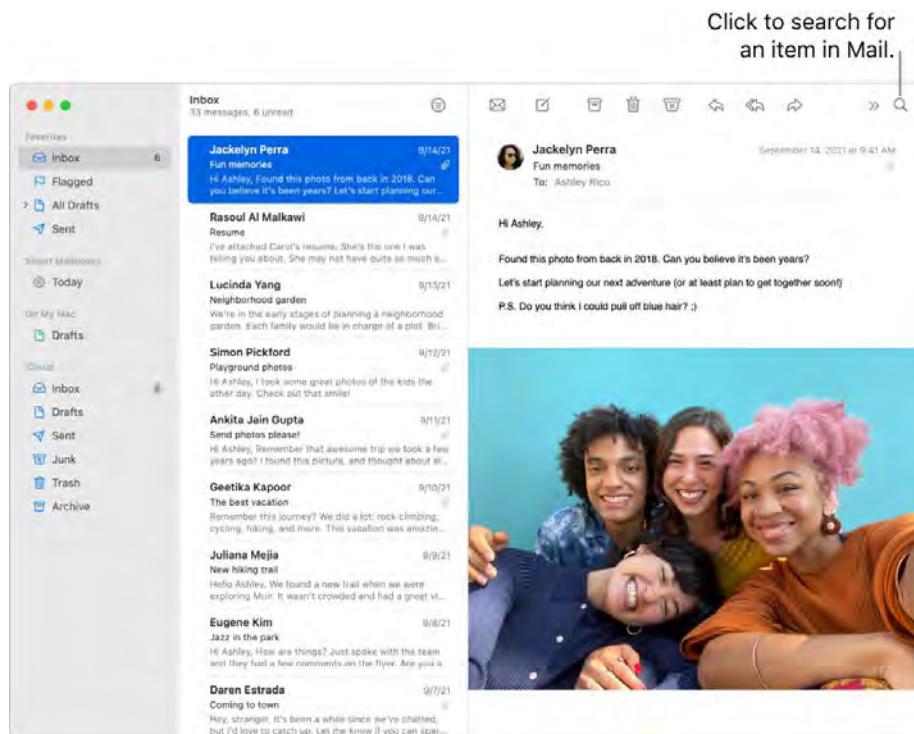 Click to search for
an item in Mail.
Inbox
33 messages, 6 unread
Favorites
Inbox 6
Flagged
All Drafts
Sent
Smart Mailboxes
Today
On My Mac
Drafts
iCloud
Inbox 6
Drafts
Sent
Junk
Trash
Archive
Jackelyn Perra 9/14/21
Fun memories
Hi Ashley, Found this photo from back in 2018. Can
you believe it's been years? Let's start planning our...
Rasoul Al Malkawi 9/14/21
Resume
I've attached Carol's resume. She's the one I was
telling you about. She may not have quite as much e...
Lucinda Yang 9/13/21
Neighborhood garden
We're in the early stages of planning a neighborhood
garden. Each family would be in charge of a plot. Bri...
Simon Pickford 9/12/21
Playground photos
Hi Ashley, I took some great photos of the kids the
other day. Check out that smile!
Ankita Jain Gupta 9/11/21
Send photos please!
Hi Ashley, Remember that awesome trip we took a few
years ago? I found this picture, and thought about al...
Geetika Kapoor 9/10/21
The best vacation
Remember this journey? We did a lot: rock climbing,
cycling, hiking, and more. This vacation was amazin...
Juliana Mejia 9/9/21
New hiking trail
Hello Ashley, We found a new trail when we were
exploring Muir. It wasn't crowded and had a great vi...
Eugene Kim 9/8/21
Jazz in the park
Hi Ashley, How are things? Just spoke with the team
and they had a few comments on the flyer. Are you a
Daren Estrada 9/7/21
Coming to town
Hey, stranger, It's been a while since we've chatted,
but I'd love to catch up. Let me know if you can spar...
Jackelyn Perra September 14, 2021 at 9:41 AM
Fun memories
To: Ashley Rico
Hi Ashley,
Found this photo from back in 2018. Can you believe it's been years?
Let's start planning our next adventure (or at least plan to get together soon!)
P.S. Do you think I could pull off blue hair? ;)